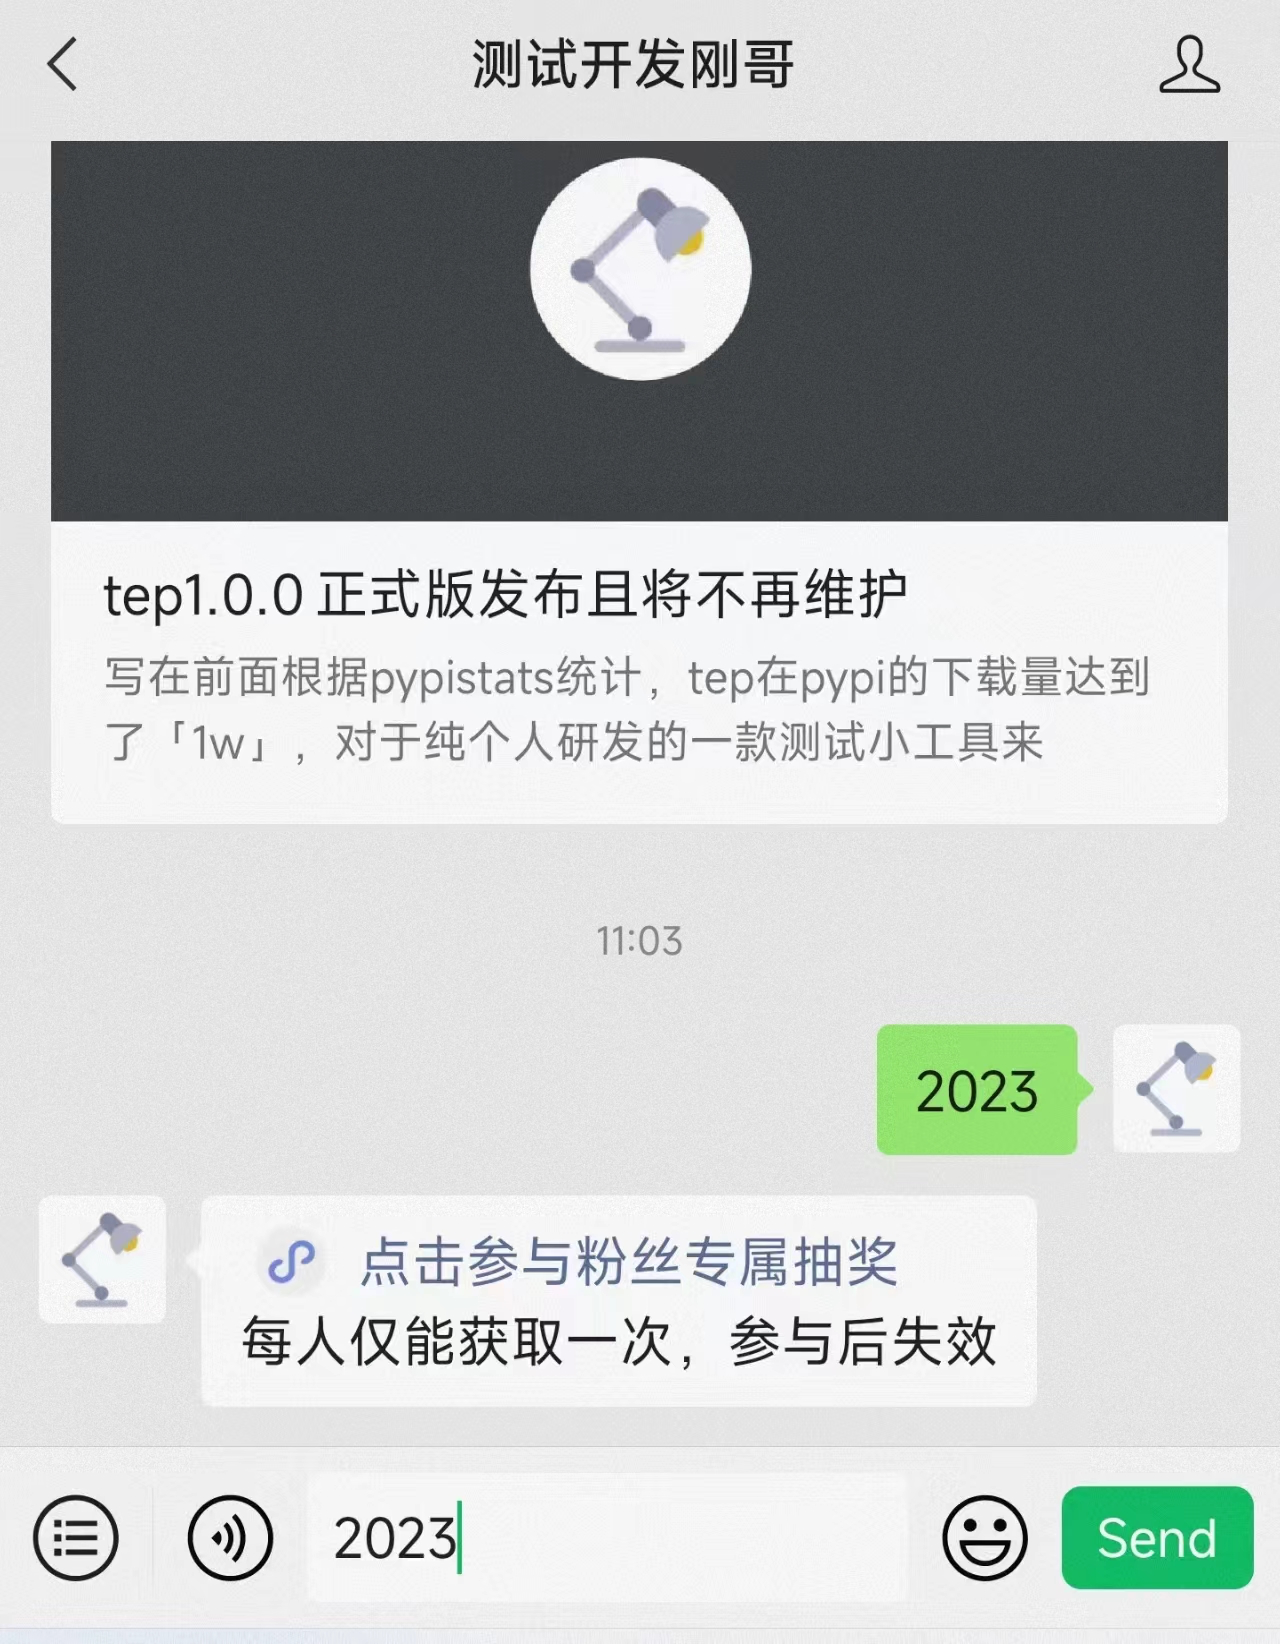 测试开发刚哥
tep1.0.0 正式版发布且将不再维护
写在前面根据pypistats统计，tep在pypi的下载量达到
了「1w」，对于纯个人研发的一款测试小工具来
11:03
2023
点击参与粉丝专属抽奖
每人仅能获取一次，参与后失效
2023
Send